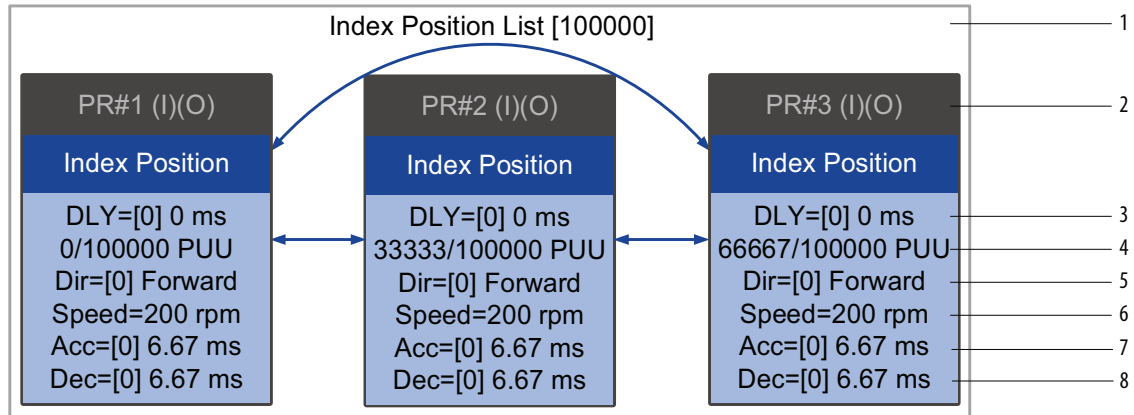 Index Position List [100000]
1
PR#1 (I)(O)
Index Position
DLY=[0] 0 ms
0/100000 PUU
Dir=[0] Forward
Speed=200 rpm
Acc=[0] 6.67 ms
Dec=[0] 6.67 ms
PR#2 (I)(O)
Index Position
DLY=[0] 0 ms
33333/100000 PUU
Dir=[0] Forward
Speed=200 rpm
Acc=[0] 6.67 ms
Dec=[0] 6.67 ms
PR#3 (I)(O)
Index Position
DLY=[0] 0 ms
66667/100000 PUU
Dir=[0] Forward
Speed=200 rpm
Acc=[0] 6.67 ms
Dec=[0] 6.67 ms
2
3
4
5
6
7
8